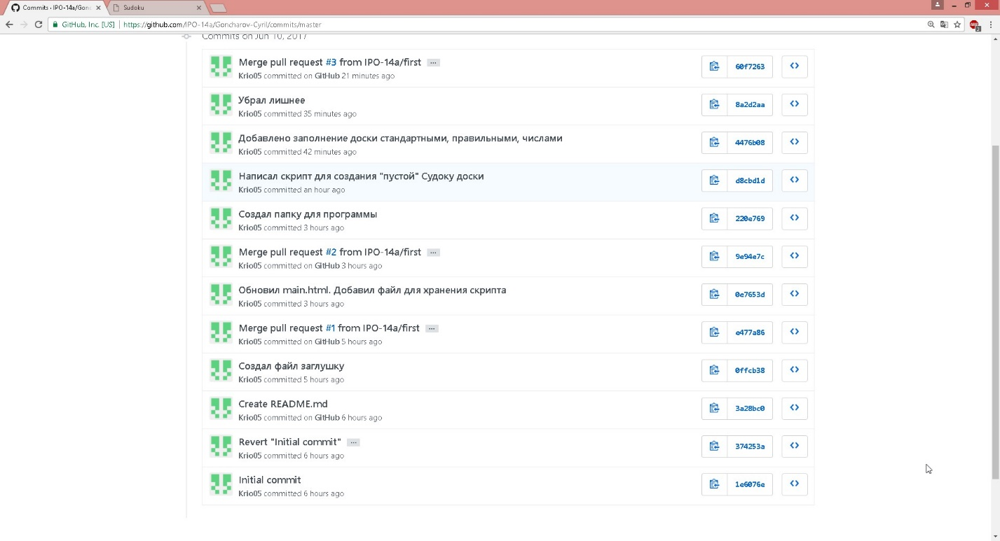 Commits · IPO-14a/Gonc
Sudoku
GitHub, Inc. [US] | https://github.com/IPO-14a/Goncharov-Cyril/commits/master
Commits on Jun 10, 2017
Merge pull request #3 from IPO-14a/first ...
60f7263
Krio05 committed on GitHub 21 minutes ago
Убрал лишнее
8a2d2aa
Krio05 committed 35 minutes ago
Добавлено заполнение доски стандартными, правильными, числами
4476b08
Krio05 committed 42 minutes ago
Написал скрипт для создания "пустой" Судоку доски
d8cbd1d
Krio05 committed an hour ago
Создал папку для программы
220e769
Krio05 committed 3 hours ago
Merge pull request #2 from IPO-14a/first ...
9e94e7c
Krio05 committed on GitHub 3 hours ago
Обновил main.html. Добавил файл для хранения скрипта
0e7653d
Krio05 committed 3 hours ago
Merge pull request #1 from IPO-14a/first ...
e477a86
Krio05 committed on GitHub 5 hours ago
Создал файл заглушку
0ffcb38
Krio05 committed 5 hours ago
Create README.md
3a28bc0
Krio05 committed on GitHub 6 hours ago
Revert "Initial commit" ...
374253a
Krio05 committed 6 hours ago
Initial commit
1e6076e
Krio05 committed 6 hours ago